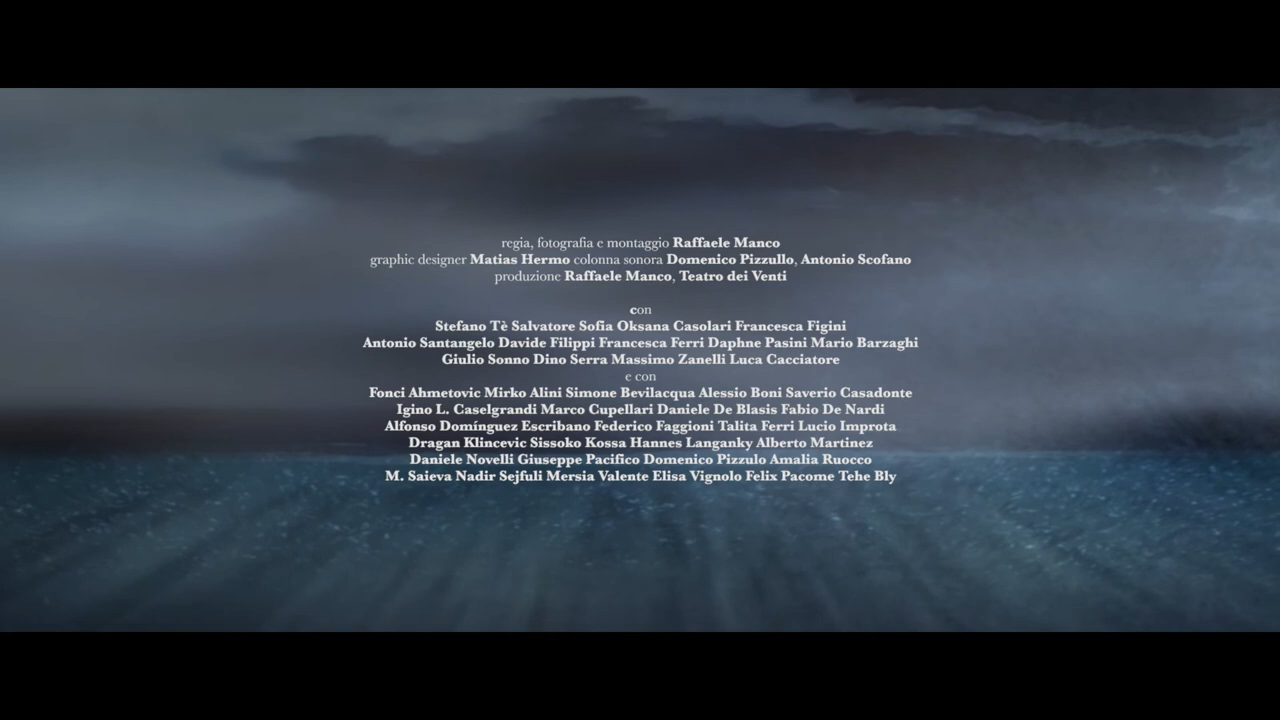 regia, fotografia e montaggio Raffaele Manco
graphic designer Matias Hermo colonna sonora Domenico Pizzullo, Antonio Scofano
produzione Raffaele Manco, Teatro dei Venti
con
Stefano Tè Salvatore Sofia Oksana Casolari Francesca Figini
Antonio Santangelo Davide Filippi Francesca Ferri Daphne Pasini Mario Barzaghi
Giulio Sonno Dino Serra Massimo Zanelli Luca Cacciatore
e con
Fonci Ahmetovic Mirko Alini Simone Bevilacqua Alessio Boni Saverio Casadonte
Igino L. Caselgrandi Marco Cupellari Daniele De Blasis Fabio De Nardi
Alfonso Domínguez Escribano Federico Faggioni Talita Ferri Lucio Improta
Dragan Klincevic Sissoko Kossa Hannes Langanky Alberto Martinez
Daniele Novelli Giuseppe Pacifico Domenico Pizzulo Amalia Ruocco
M. Saieva Nadir Sejfuli Mersia Valente Elisa Vignolo Felix Pacome Tehe Bly